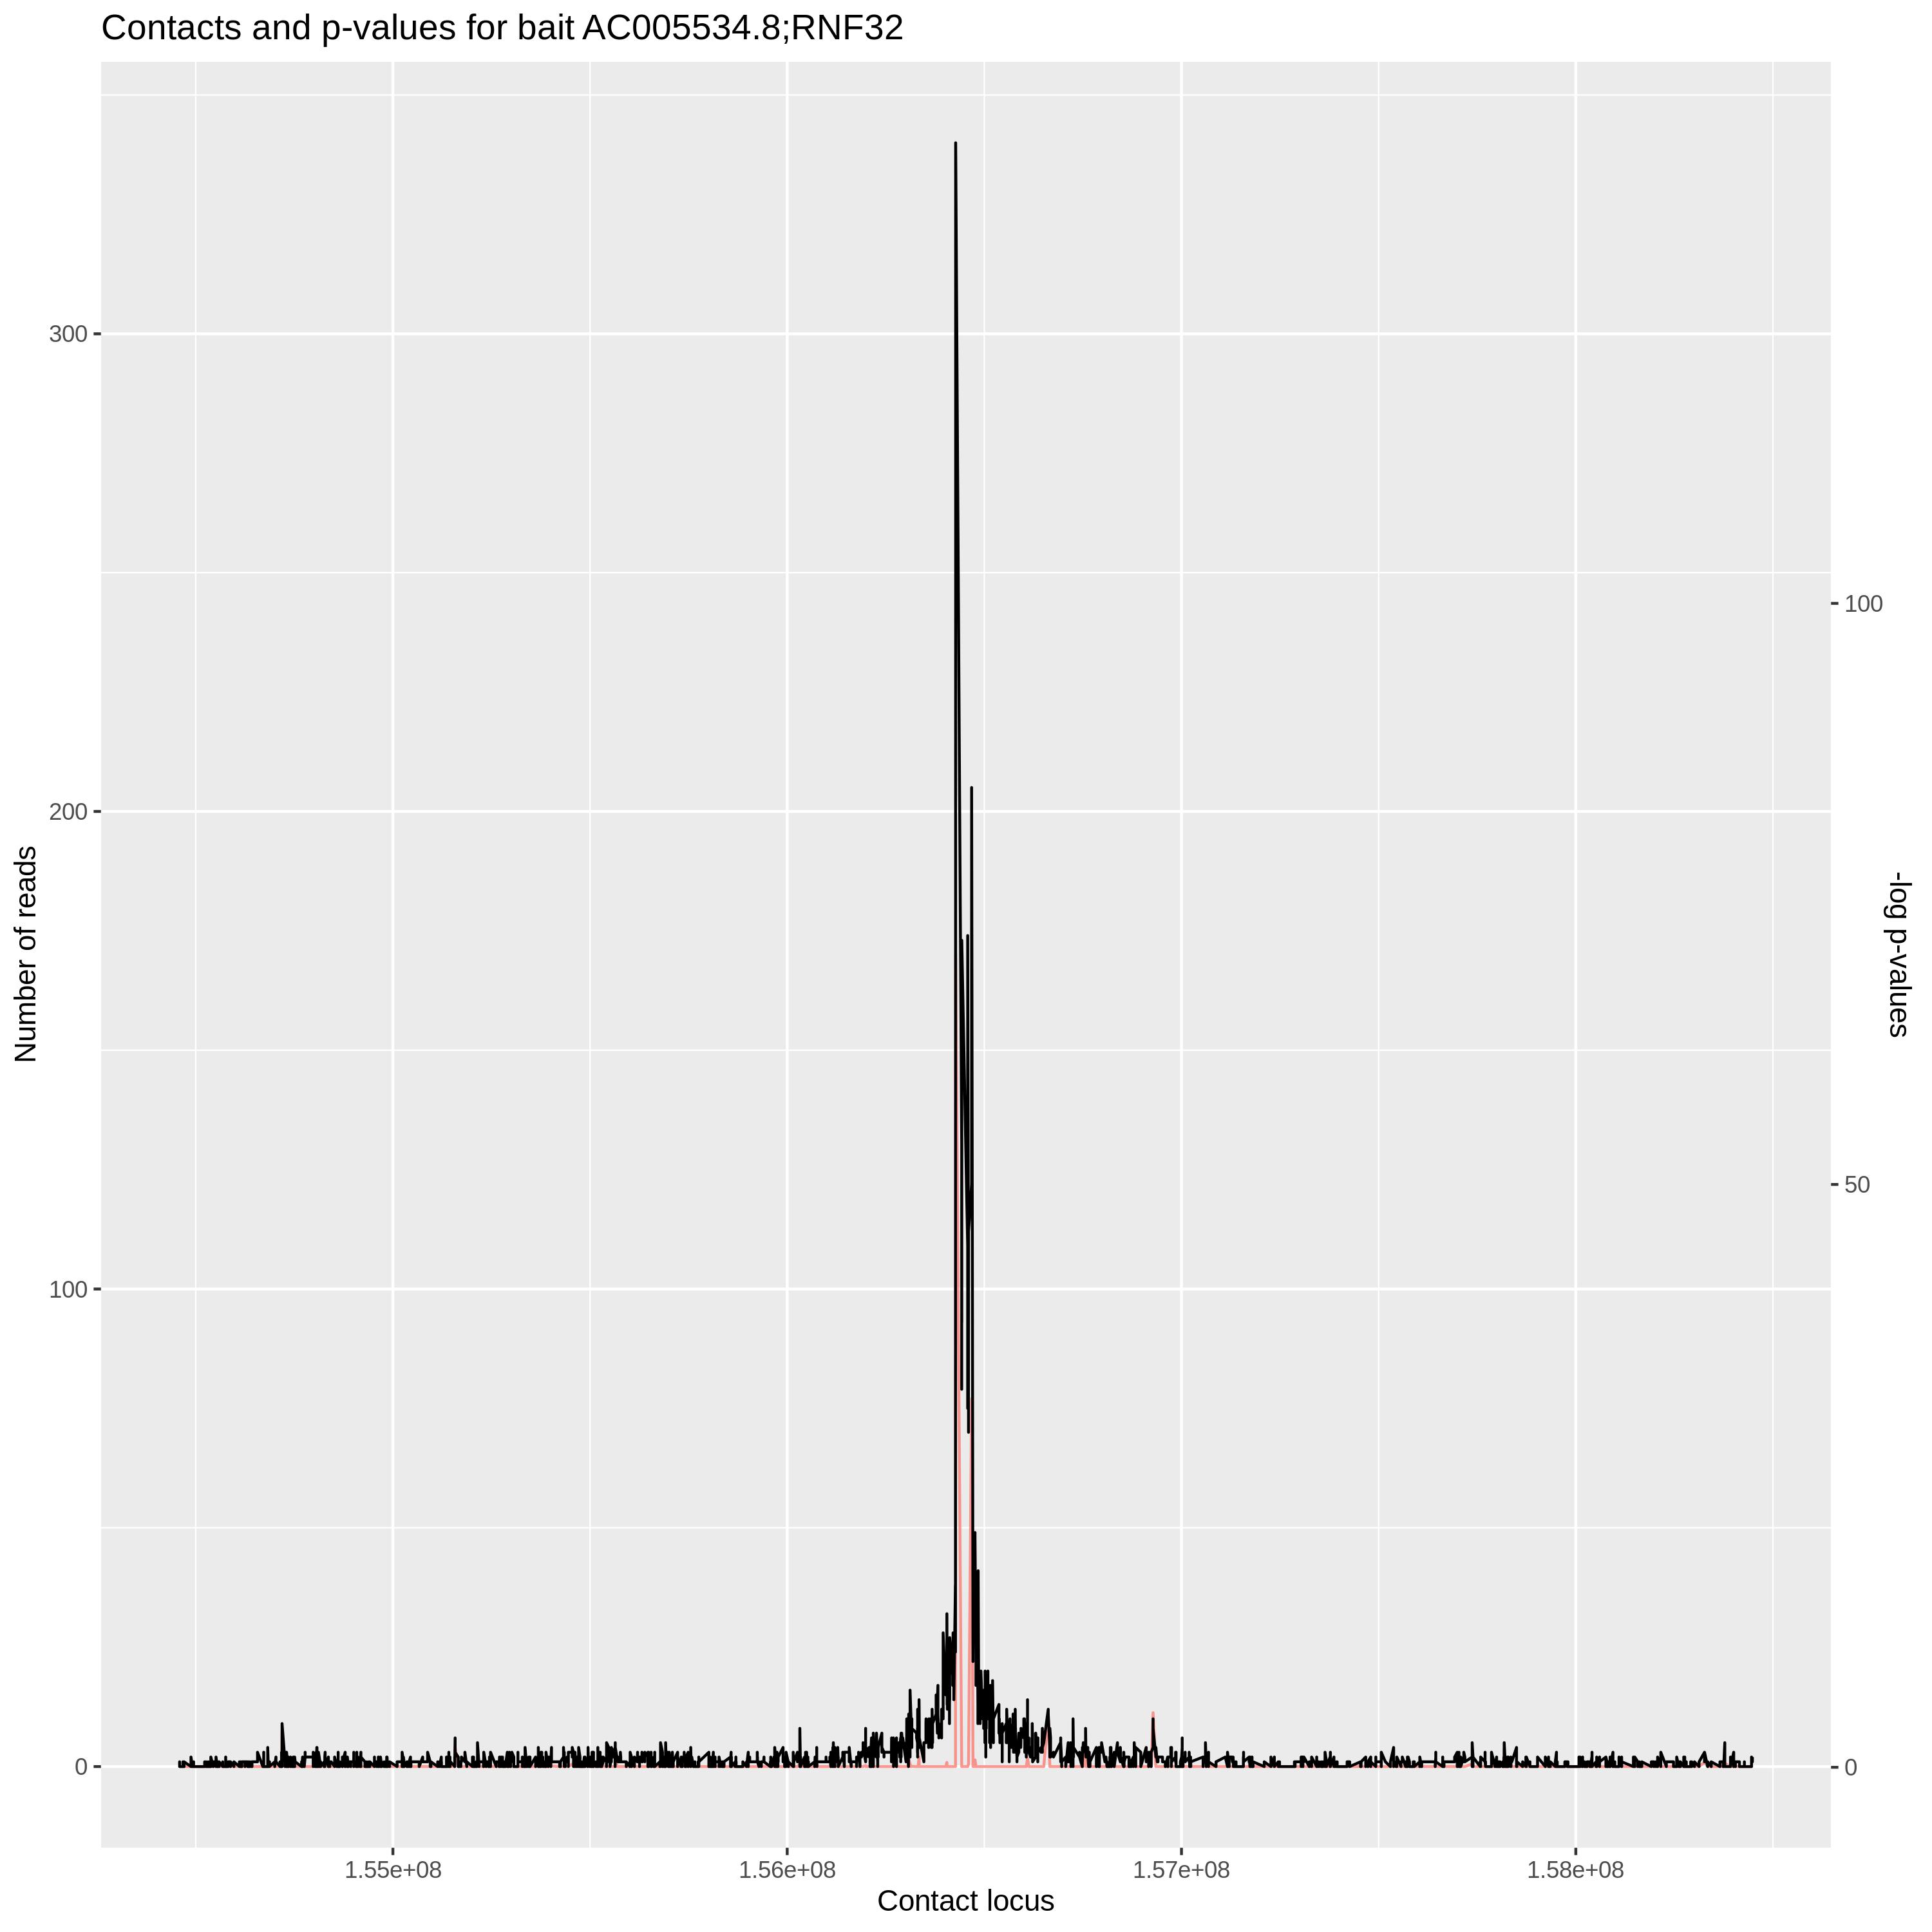 Contacts and p-values for bait AC005534.8;RNF32
300
200
100
0
Number of reads
100
50
0
-log p-values
1.55e+08
1.56e+08
1.57e+08
1.58e+08
Contact locus